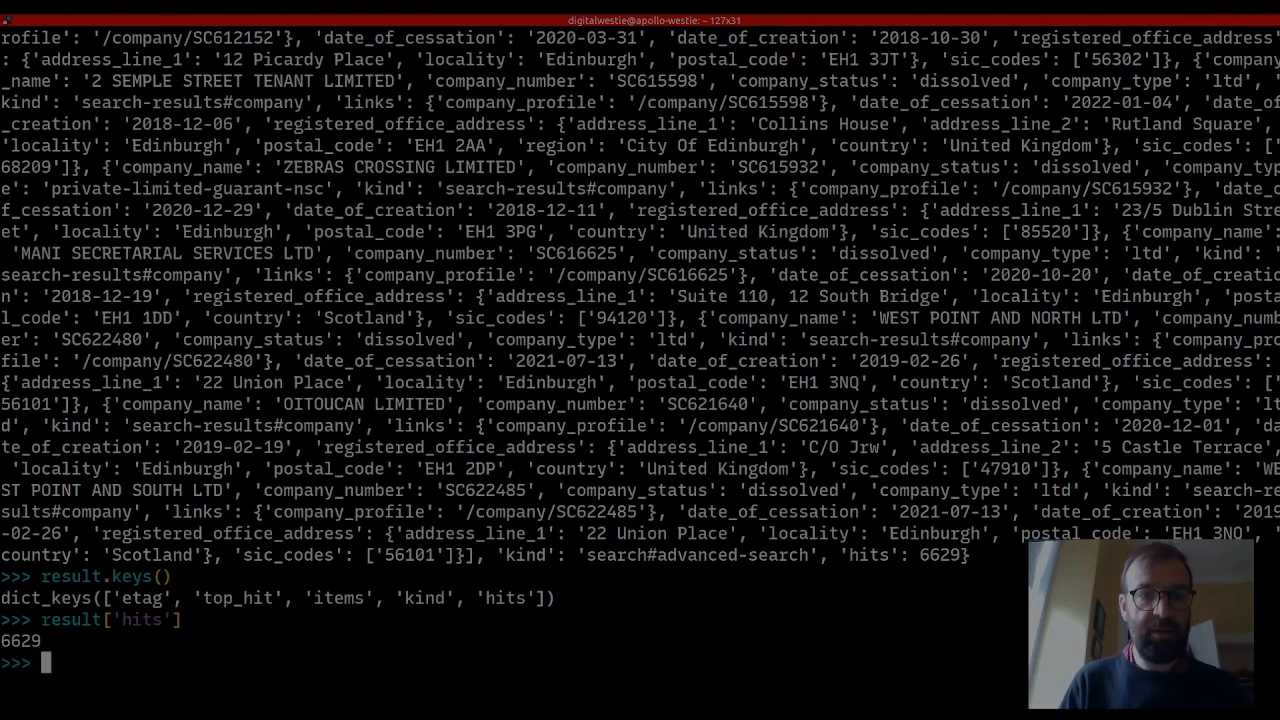 digitalwestie@apollo-westie: ~ 127x31
rofile': '/company/SC612152'}, 'date_of_cessation': '2020-03-31', 'date_of_creation': '2018-10-30', 'registered_office_address'
: {'address_line_1': '12 Picardy Place', 'locality': 'Edinburgh', 'postal_code': 'EH1 3JT'}, 'sic_codes': ['56302']}, {'company
_name': '2 SEMPLE STREET TENANT LIMITED', 'company_number': 'SC615598', 'company_status': 'dissolved', 'company_type': 'ltd',
kind': 'search-results#company', 'links': {'company_profile': '/company/SC615598'}, 'date_of_cessation': '2022-01-04', 'date_of
_creation': '2018-12-06', 'registered_office_address': {'address_line_1': 'Collins House', 'address_line_2': 'Rutland Square',
'locality': 'Edinburgh', 'postal_code': 'EH1 2AA', 'region': 'City Of Edinburgh', 'country': 'United Kingdom'}, 'sic_codes': ['
68209']}, {'company_name': 'ZEBRAS CROSSING LIMITED', 'company_number': 'SC615932', 'company_status': 'dissolved', 'company_typ
e': 'private-limited-guarant-nsc', 'kind': 'search-results#company', 'links': {'company_profile': '/company/SC615932'}, 'date_o
f_cessation': '2020-12-29', 'date_of_creation': '2018-12-11', 'registered_office_address': {'address_line_1': '23/5 Dublin Stre
et', 'locality': 'Edinburgh', 'postal_code': 'EH1 3PG', 'country': 'United Kingdom'}, 'sic_codes': ['85520']}, {'company_name':
'MANI SECRETARIAL SERVICES LTD', 'company_number': 'SC616625', 'company_status': 'dissolved', 'company_type': 'ltd', 'kind': '
search-results#company', 'links': {'company_profile': '/company/SC616625'}, 'date_of_cessation': '2020-10-20', 'date_of_creatio
n': '2018-12-19', 'registered_office_address': {'address_line_1': 'Suite 110, 12 South Bridge', 'locality': 'Edinburgh', 'posta
l_code': 'EH1 1DD', 'country': 'Scotland'}, 'sic_codes': ['94120']}, {'company_name': 'WEST POINT AND NORTH LTD', 'company_numb
er': 'SC622480', 'company_status': 'dissolved', 'company_type': 'ltd', 'kind': 'search-results#company', 'links': {'company_pro
file': '/company/SC622480'}, 'date_of_cessation': '2021-07-13', 'date_of_creation': '2019-02-26', 'registered_office_address':
{'address_line_1': '22 Union Place', 'locality': 'Edinburgh', 'postal_code': 'EH1 3NQ', 'country': 'Scotland'}, 'sic_codes': ['
56101']}, {'company_name': 'OITOUCAN LIMITED', 'company_number': 'SC621640', 'company_status': 'dissolved', 'company_type': 'lt
d', 'kind': 'search-results#company', 'links': {'company_profile': '/company/SC621640'}, 'date_of_cessation': '2020-12-01', 'da
te_of_creation': '2019-02-19', 'registered_office_address': {'address_line_1': 'C/O Jrw', 'address_line_2': '5 Castle Terrace',
'locality': 'Edinburgh', 'postal_code': 'EH1 2DP', 'country': 'United Kingdom'}, 'sic_codes': ['47910']}, {'company_name': 'WE
ST POINT AND SOUTH LTD', 'company_number': 'SC622485', 'company_status': 'dissolved', 'company_type': 'ltd', 'kind': 'search-re
sults#company', 'links': {'company_profile': '/company/SC622485'}, 'date_of_cessation': '2021-07-13', 'date_of_creation': '2019
-02-26', 'registered_office_address': {'address_line_1': '22 Union Place', 'locality': 'Edinburgh', 'postal_code': 'EH1 3NQ', '
country': 'Scotland'}, 'sic_codes': ['56101']}], 'kind': 'search#advanced-search', 'hits': 6629}
>>> result.keys()
dict_keys(['etag', 'top_hit', 'items', 'kind', 'hits'])
>>> result['hits']
6629
>>>